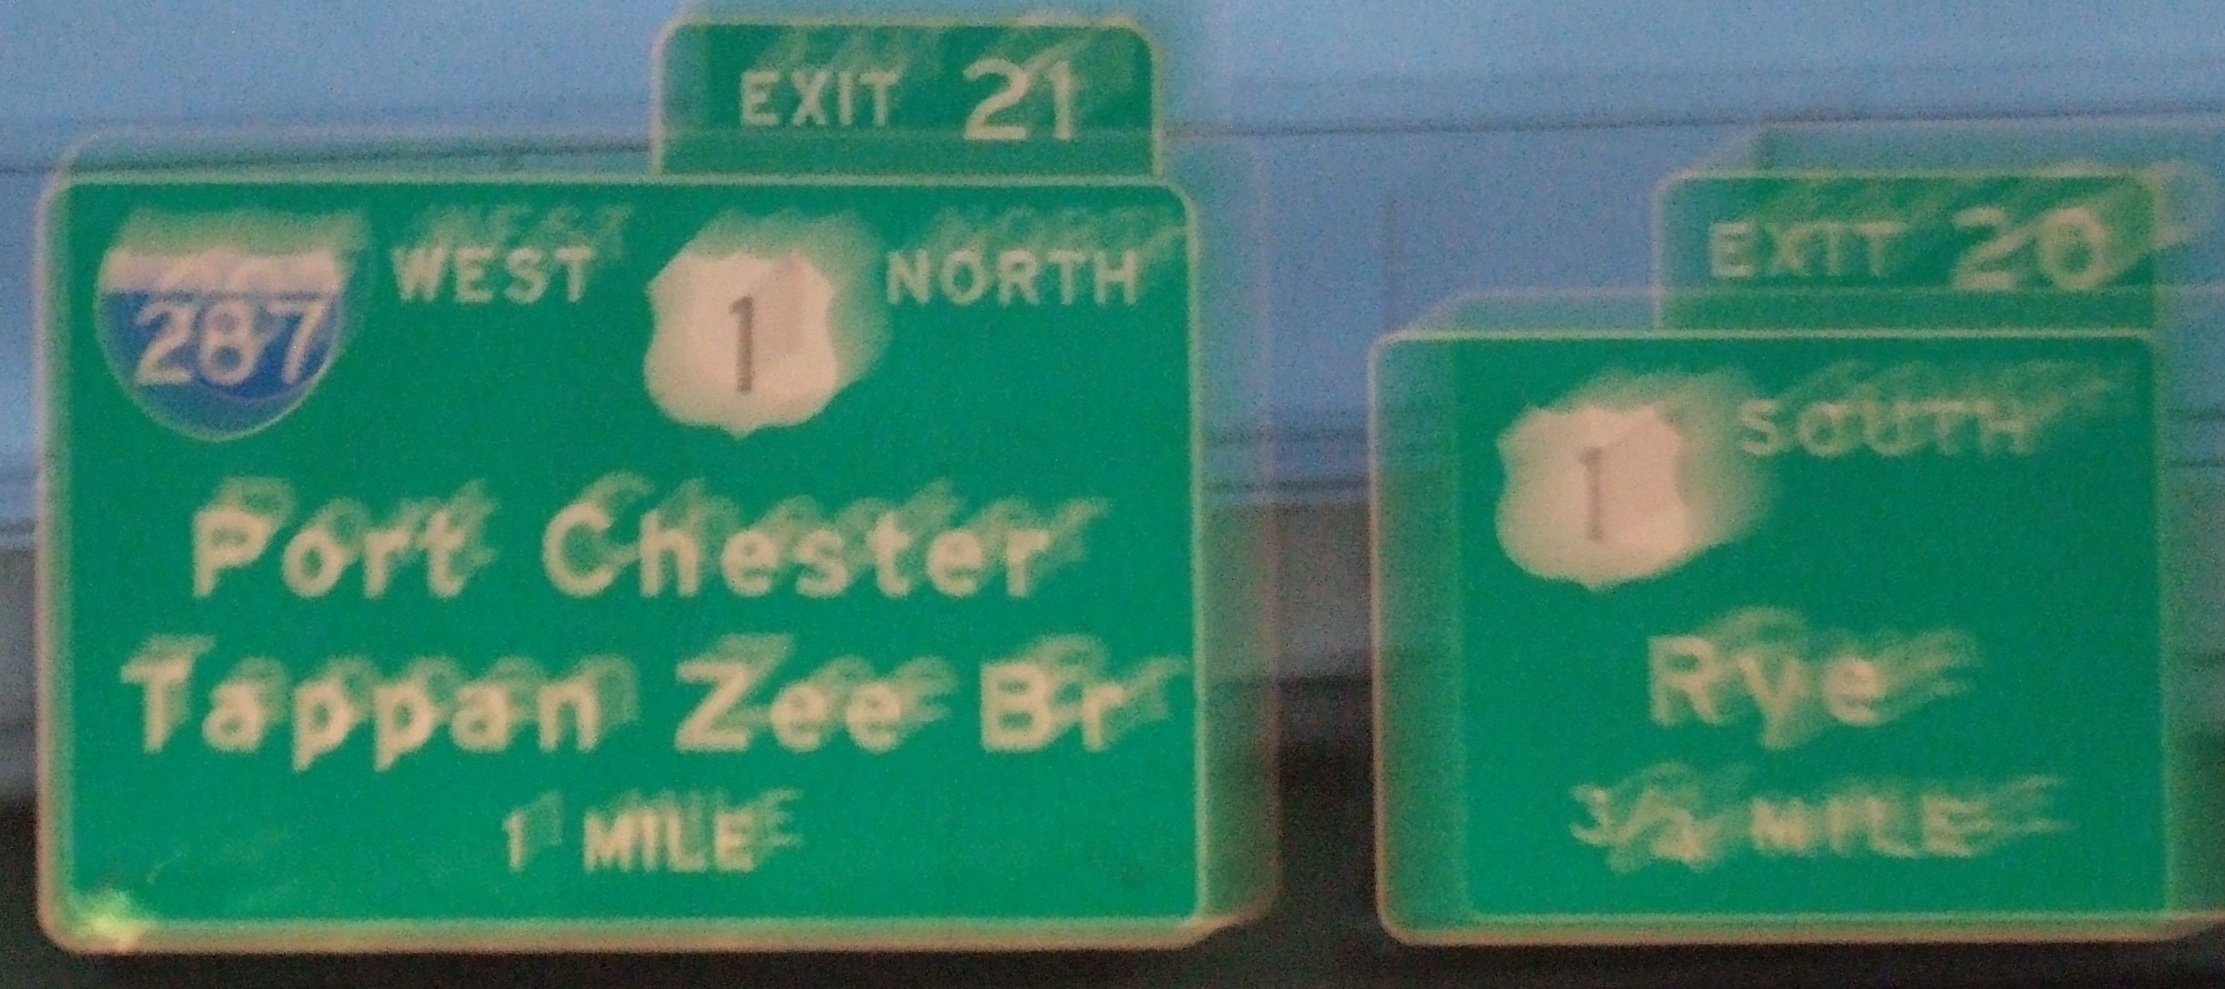 EXIT 21
287 WEST 1 NORTH
Port Chester
Tappan Zee Br
1 MILE
EXIT 20
1 SOUTH
Rye
3/4 MILE